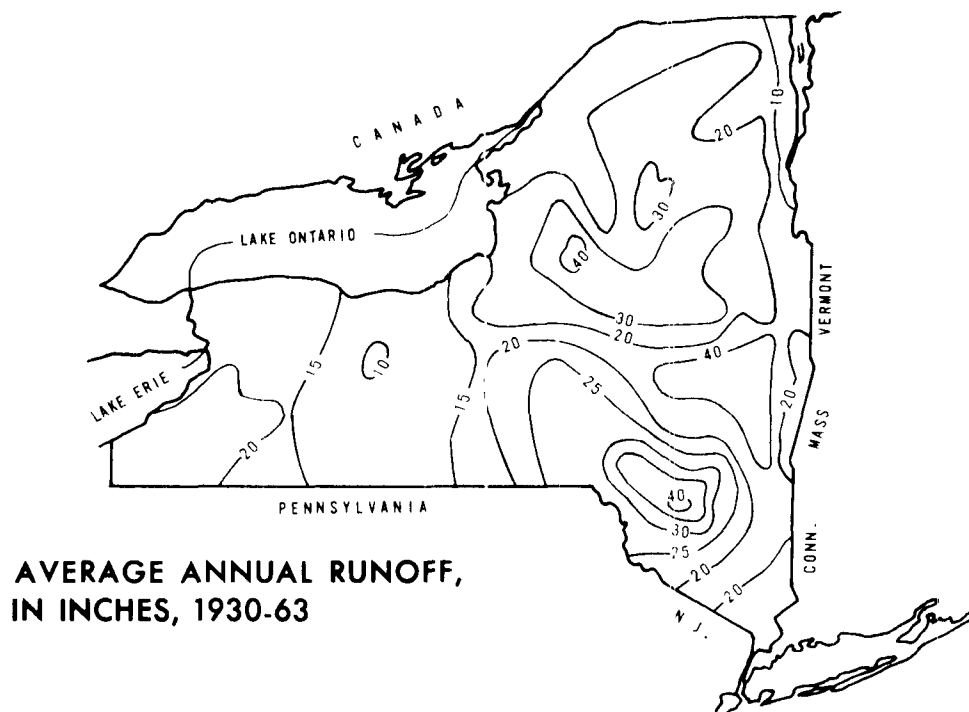 CANADA
10
20
30
LAKE ONTARIO
40
VERMONT
30
20
20
40
15
10
LAKE ERIE
25
15
20
20
MASS
40
PENNSYLVANIA
30
25
CONN.
20
20
N J.
AVERAGE ANNUAL RUNOFF,
IN INCHES, 1930-63